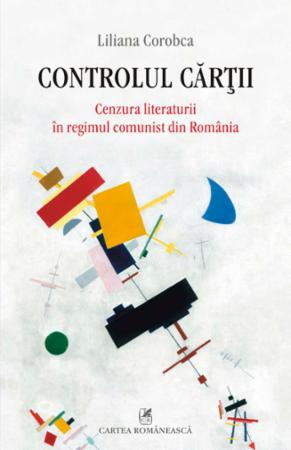 Liliana Corobca
CONTROLUL CĂRŢII
Cenzura literaturii
în regimul comunist din România
CARTEA ROMÂNEASCĂ